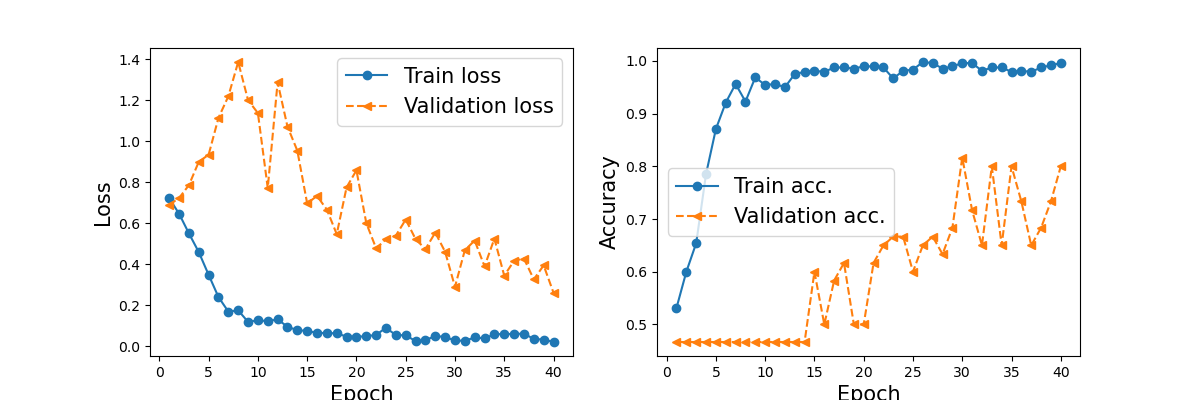 1.4
1.2
1.0
0.8
0.6
0.4
0.2
0.0
Loss
Train loss
Validation loss
0 5 10 15 20 25 30 35 40
Epoch
1.0
0.9
0.8
0.7
0.6
0.5
Accuracy
Train acc.
Validation acc.
0 5 10 15 20 25 30 35 40
Epoch